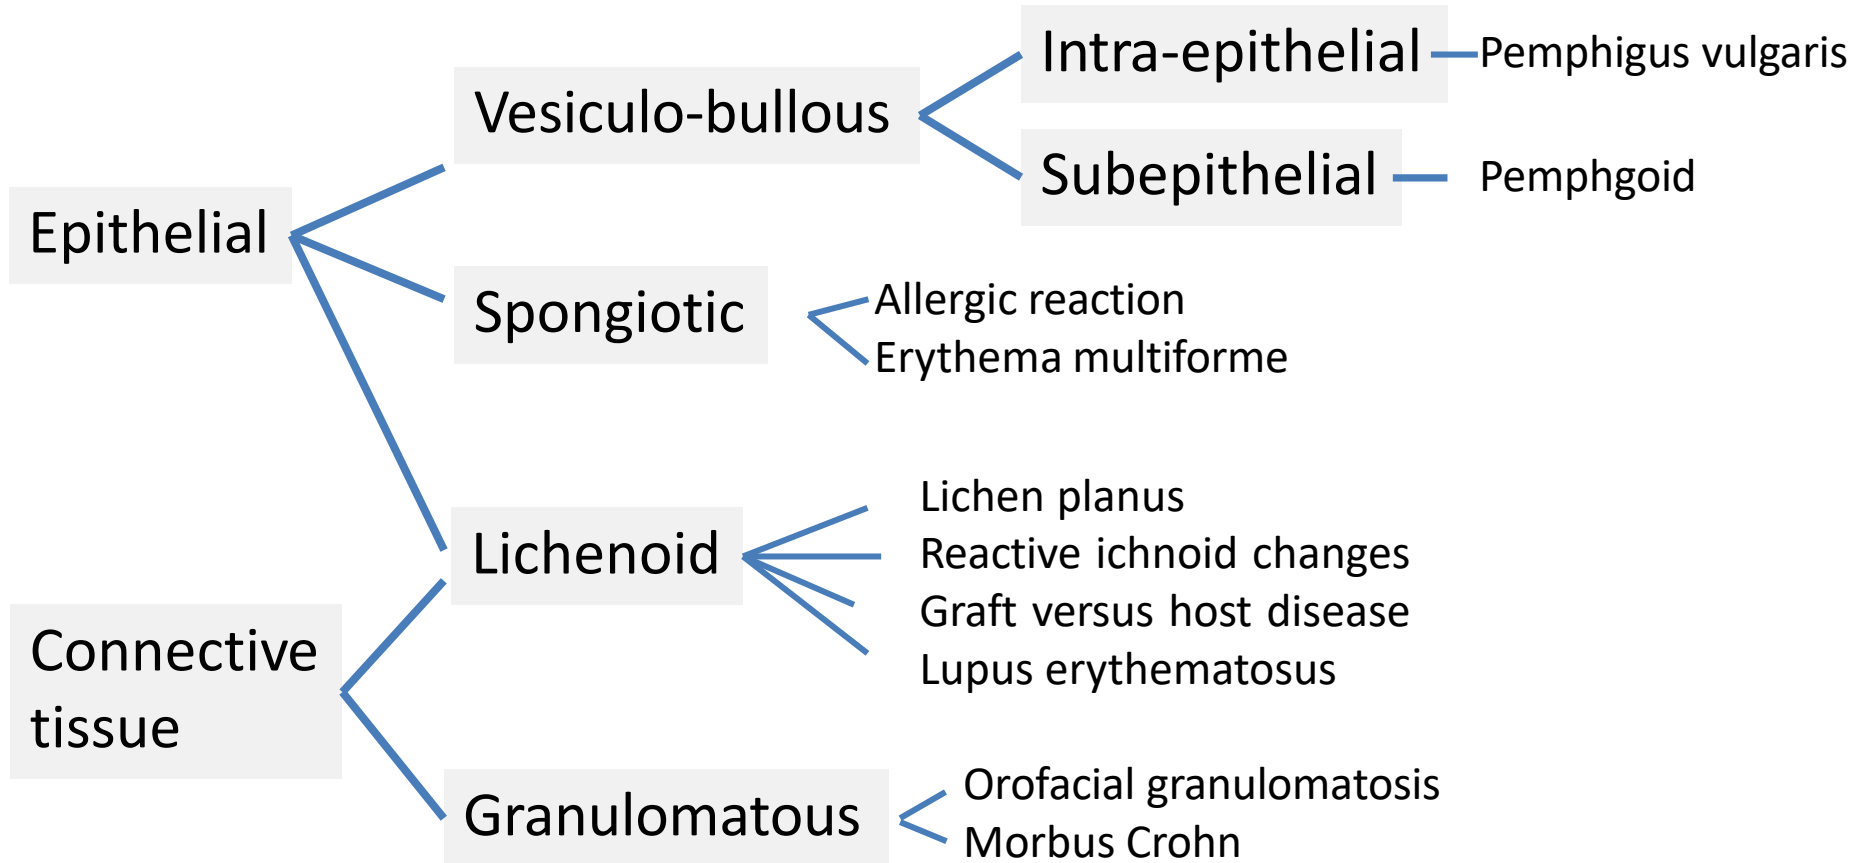 Intra-epithelial
Pemphigus vulgaris
Vesiculo-bullous
Subepithelial
Pemphgoid
Epithelial
Spongiotic
Allergic reaction
Erythema multiforme
Lichenoid
Lichen planus
Reactive ichnoid changes
Graft versus host disease
Lupus erythematosus
Connective
tissue
Granulomatous
Orofacial granulomatosis
Morbus Crohn